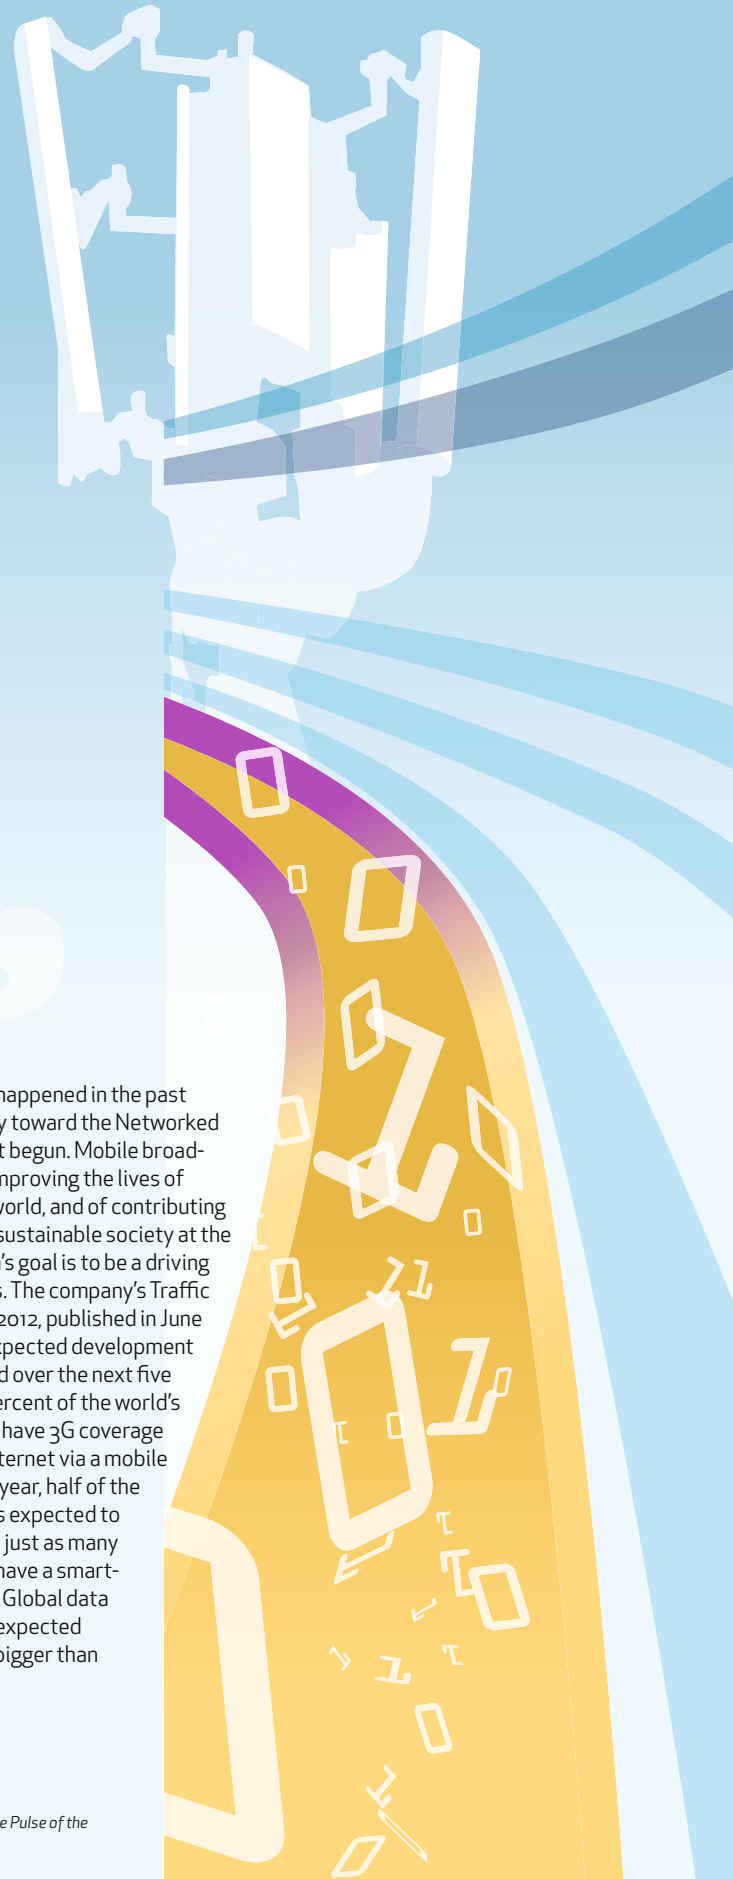 happened in the past
y toward the Networked
t begun. Mobile broad-
mproving the lives of
world, and of contributing
sustainable society at the
's goal is to be a driving
s. The company's Traffic
2012, published in June
xpected development
d over the next five
ercent of the world's
have 3G coverage
ternet via a mobile
year, half of the
s expected to
just as many
have a smart-
Global data
expected
bigger than
e Pulse of the